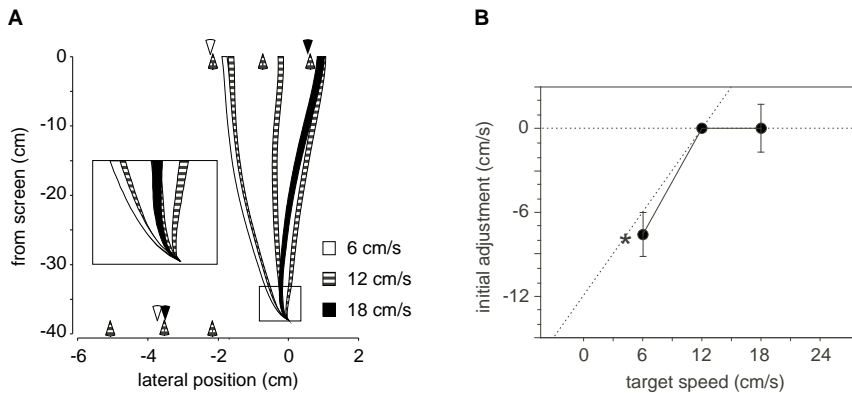 A
0
-10
-20
-30
-40
from screen (cm)
-6
-4
-2
0
2
lateral position (cm)
6 cm/s
12 cm/s
18 cm/s
B
0
-6
-12
initial adjustment (cm/s)
*
0
6
12
18
24
target speed (cm/s)